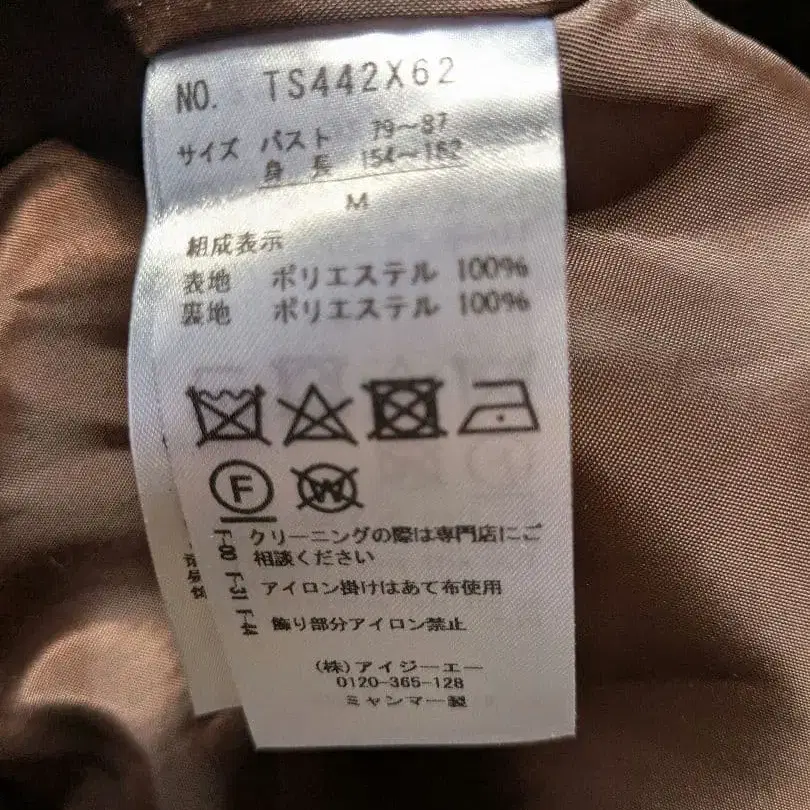 NO. TS442X62
サイズ バスト 79～87
身 長 154～162
M
組成表示
表地 ポリエステル 100%
裏地 ポリエステル 100%
F
W
クリーニングの際は専門店にご
相談ください
アイロン掛けはあて布使用
飾り部分アイロン禁止
(株)アイジーエー
0120-365-128
ミャンマー製
F-31
F-44